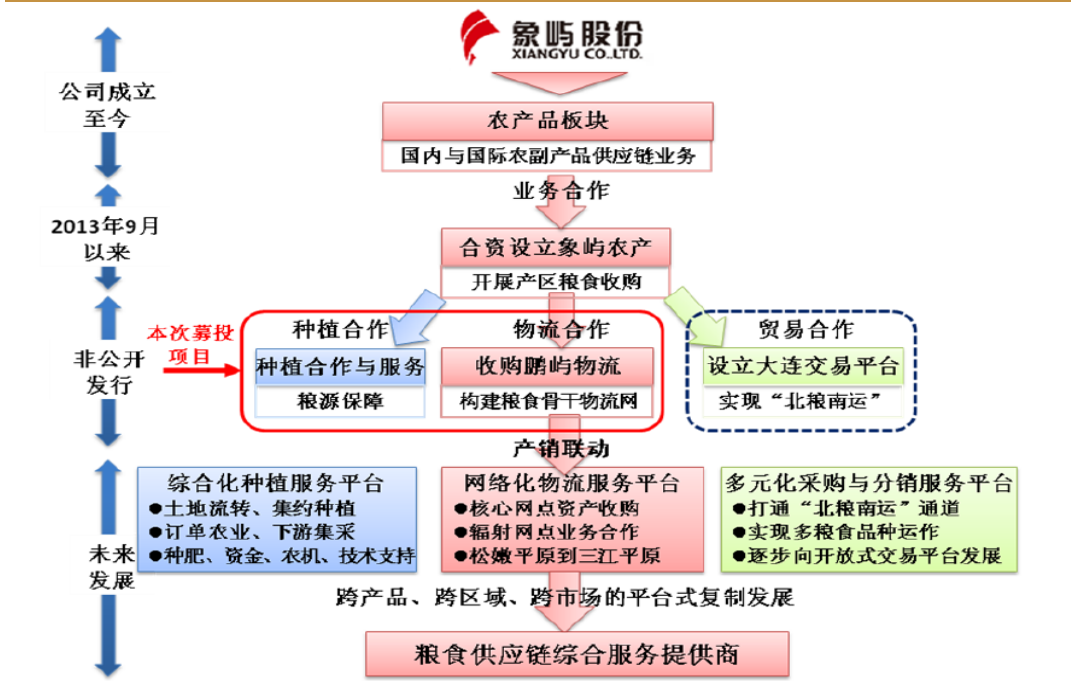 象屿股份
XIANGYU CO.,LTD.
公司成立
至今
农产品板块
国内与国际农副产品供应链业务
业务合作
2013年9月
以来
合资设立象屿农产
开展产区粮食收购
非公开
发行
本次募投
项目
种植合作
物流合作
贸易合作
种植合作与服务
收购鹏屿物流
设立大连交易平台
粮源保障
构建粮食骨干物流网
实现“北粮南运”
产销联动
未来
发展
综合化种植服务平台
●土地流转、集约种植
●订单农业、下游集采
●种肥、资金、农机、技术支持
网络化物流服务平台
●核心网点资产收购
●辐射网点业务合作
●松嫩平原到三江平原
多元化采购与分销服务平台
●打通“北粮南运”通道
●实现多粮食品种运作
●逐步向开放式交易平台发展
跨产品、跨区域、跨市场的平台式复制发展
粮食供应链综合服务提供商